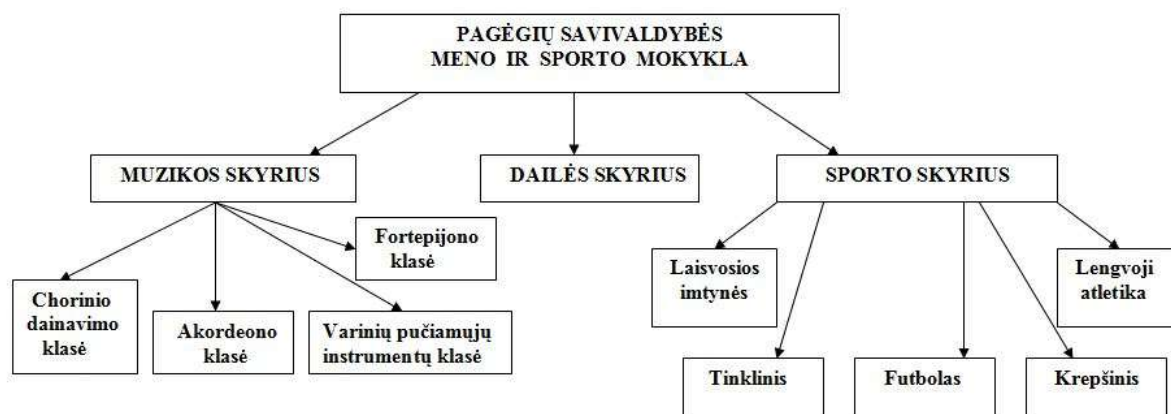 PAGĖGIŲ SAVIVALDYBĖS
MENO IR SPORTO MOKYKLA
MUZIKOS SKYRIUS
DAILĖS SKYRIUS
SPORTO SKYRIUS
Fortepijono
klasė
Chorinio
dainavimo
klasė
Akordeono
klasė
Varinių pučiamųjų
instrumentų klasė
Laisvosios
imtynės
Lengvoji
atletika
Tinklinis
Futbolas
Krepšinis